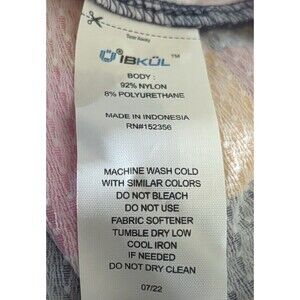 Tear Away
IBKÜL™
BODY:
92% NYLON
8% POLYURETHANE
MADE IN INDONESIA
RN#152356
MACHINE WASH COLD
WITH SIMILAR COLORS
DO NOT BLEACH
DO NOT USE
FABRIC SOFTENER
TUMBLE DRY LOW
COOL IRON
IF NEEDED
DO NOT DRY CLEAN
07/22